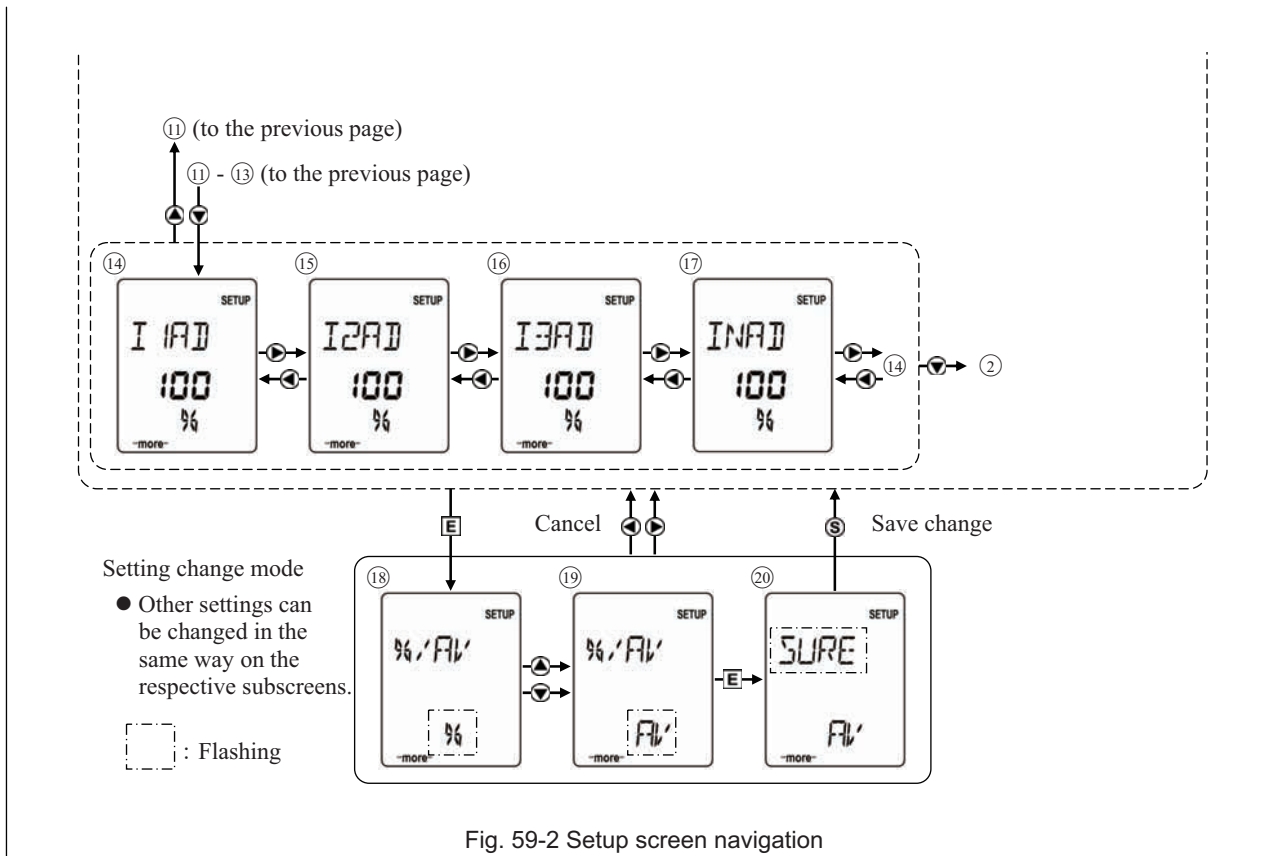 ⑪ (to the previous page)
⑪ - ⑬ (to the previous page)
⑭ ⑮ ⑯ ⑰
SETUP SETUP SETUP SETUP
I1AD I2AD I3AD INAD
100 100 100 100 ⑭ ② 
% % % %
-more- -more- -more-
E Cancel S Save change
Setting change mode
● Other settings can
be changed in the
same way on the
respective subscreens.
: Flashing
⑱ ⑲ ⑳
SETUP SETUP SETUP
%/AV %/AV SURE
E
% AV AV
-more- -more- -more-
Fig. 59-2 Setup screen navigation